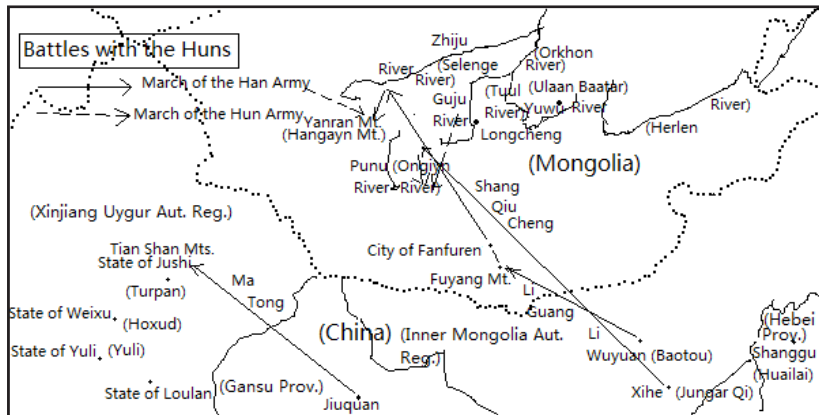 Battles with the Huns
March of the Han Army
March of the Hun Army
Zhiju
River
(Selenge
River)
(Orkhon
River)
Guju
River
(Tuul
River)
(Ulaan Baatar)
Yuwu River
River)
(Herlen
Longcheng
Yanran Mt.
(Hangayn Mt.)
Punu (Ongiyn
River River)
(Mongolia)
Shang
Qiu
Cheng
(Xinjiang Uygur Aut. Reg.)
City of Fanfuren
Fuyang Mt.
Tian Shan Mts.
State of Jushi
(Turpan)
Ma
Tong
State of Weixu
(Hoxud)
State of Yuli
(Yuli)
State of Loulan
(Gansu Prov.)
Jiuquan
(China)
(Inner Mongolia Aut.
Reg.)
Li
Guang
Li
Wuyuan (Baotou)
Xihe (Jungar Qi)
(Hebei
Prov.)
Shanggu
(Huailai)